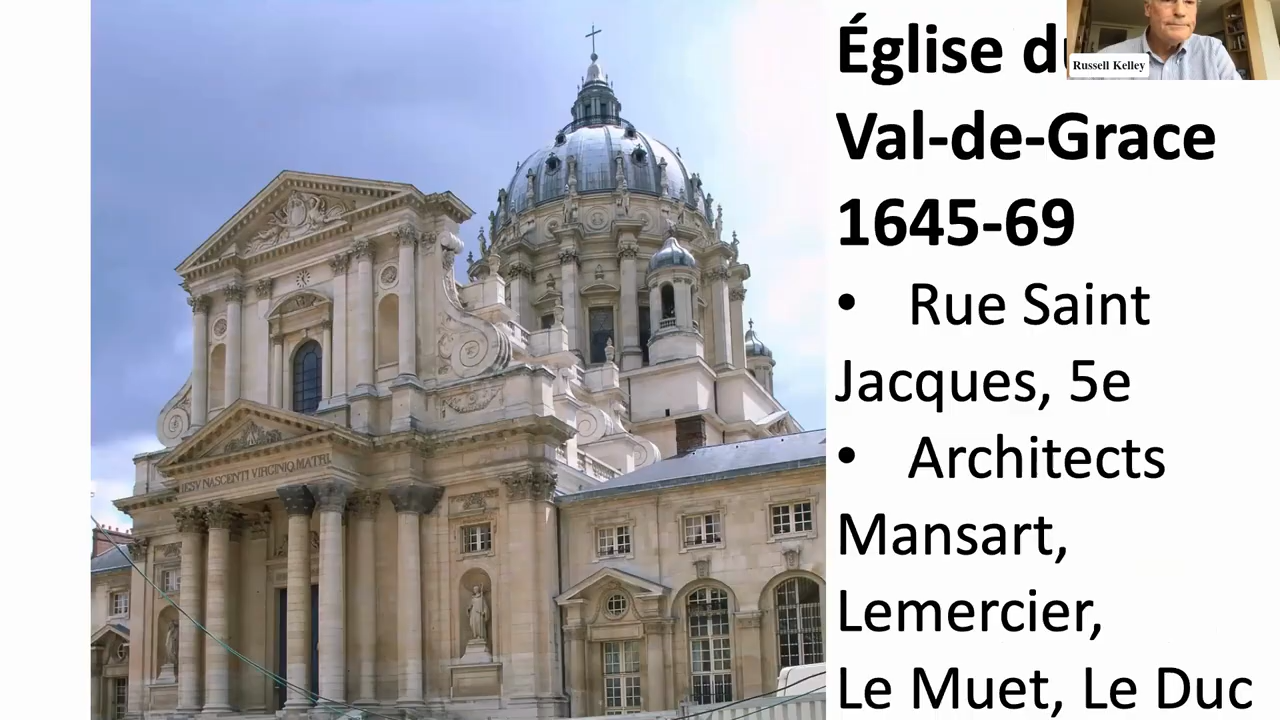 Église du
Russell Kelley
Val-de-Grace
1645-69
• Rue Saint
Jacques, 5e
• Architects
Mansart,
Lemercier,
Le Muet, Le Duc
IESV NASCENTI VIRGINIQ MATRI